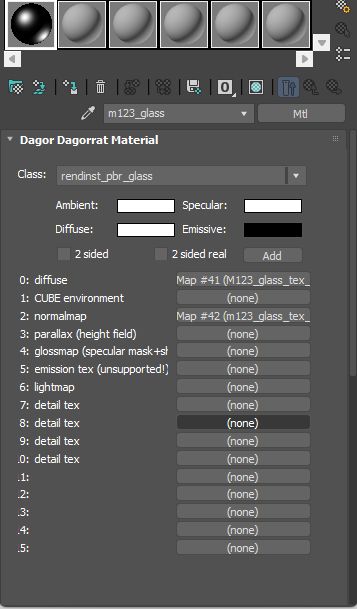 0
m123_glass
Mtl
Dagor Dagorrat Material
Class: rendinst_pbr_glass
Ambient: Specular:
Diffuse: Emissive:
2 sided 2 sided real Add
0: diffuse Map #41 (M123_glass_tex_
1: CUBE environment (none)
2: normalmap Map #42 (m123_glass_tex_
3: parallax (height field) (none)
4: glossmap (specular mask+sh (none)
5: emission tex (unsupported!) (none)
6: lightmap (none)
7: detail tex (none)
8: detail tex (none)
9: detail tex (none)
.0: detail tex (none)
.1: (none)
.2: (none)
.3: (none)
.4: (none)
.5: (none)